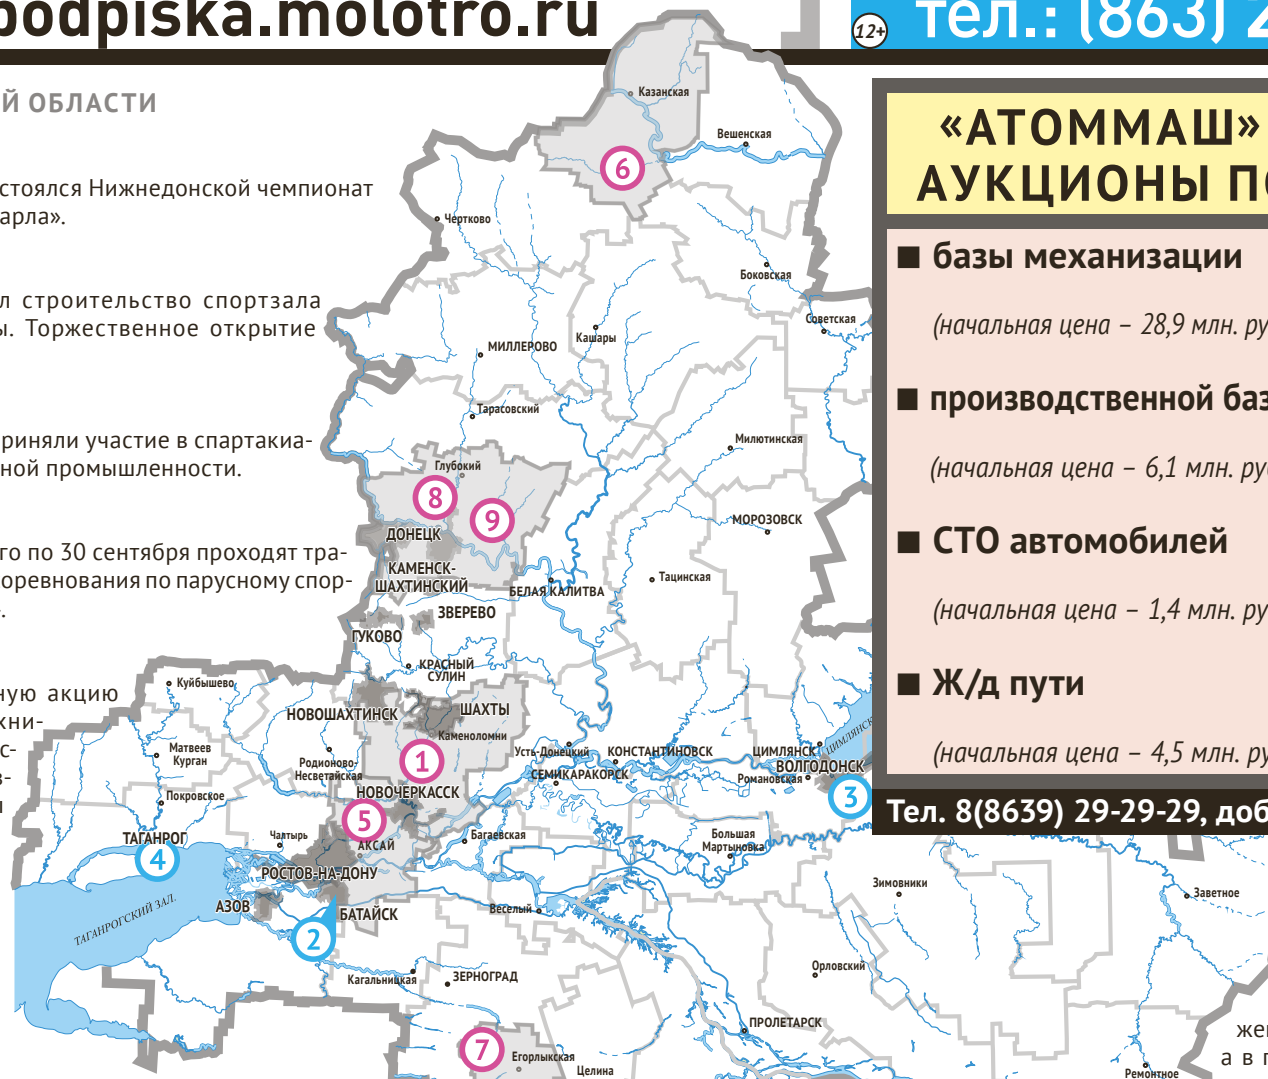 podpiska.molotro.ru
12+
тел.: (863) 2
Й ОБЛАСТИ
стоялся Нижнедонской чемпионат
арла».
л строительство спортзала
ы. Торжественное открытие
риняли участие в спартакиа-
ной промышленности.
го по 30 сентября проходят тра-
оревнования по парусному спор-
ную акцию
кни-
с-
в-
«АТОММАШ»
АУКЦИОНЫ ПО
■ базы механизации
(начальная цена – 28,9 млн. ру
■ производственной баз
(начальная цена – 6,1 млн. ру
■ СТО автомобилей
(начальная цена – 1,4 млн. ру
■ Ж/д пути
(начальная цена – 4,5 млн. ру
Тел. 8(8639) 29-29-29, доб
Казанская
Вешенская
6
Чертково
Боковская
Советская
МИЛЛЕРОВО
Кашары
Тарасовский
Милютинская
Глубокий
8
9
МОРОЗОВСК
ДОНЕЦК
КАМЕНСК-
ШАХТИНСКИЙ
БЕЛАЯ КАЛИТВА
Тацинская
ЗВЕРЕВО
ГУКОВО
КРАСНЫЙ
СУЛИН
Куйбышево
НОВОШАХТИНСК
ШАХТЫ
Каменоломни
Матвеев
Курган
Родионово-
Несветайская
1
Усть-Донецкий
КОНСТАНТИНОВСК
ЦИМЛЯНСК
ЦИМЛЯНСК
ВОЛГОДОНСК
СЕМИКАРАКОРСК
Романовская
3
Покровское
НОВОЧЕРКАССК
5
ТАГАНРОГ
4
Чалтырь
АКСАЙ
Багаевская
Большая
Мартыновка
РОСТОВ-НА-ДОНУ
Зимовники
Заветное
АЗОВ
БАТАЙСК
Веселый
ТАГАНРОГСКИЙ ЗАЛ.
2
Кагальницкая
ЗЕРНОГРАД
Орловский
ПРОЛЕТАРСК
7
Егорлыкская
Целина
Ремонтное
жен
а в г